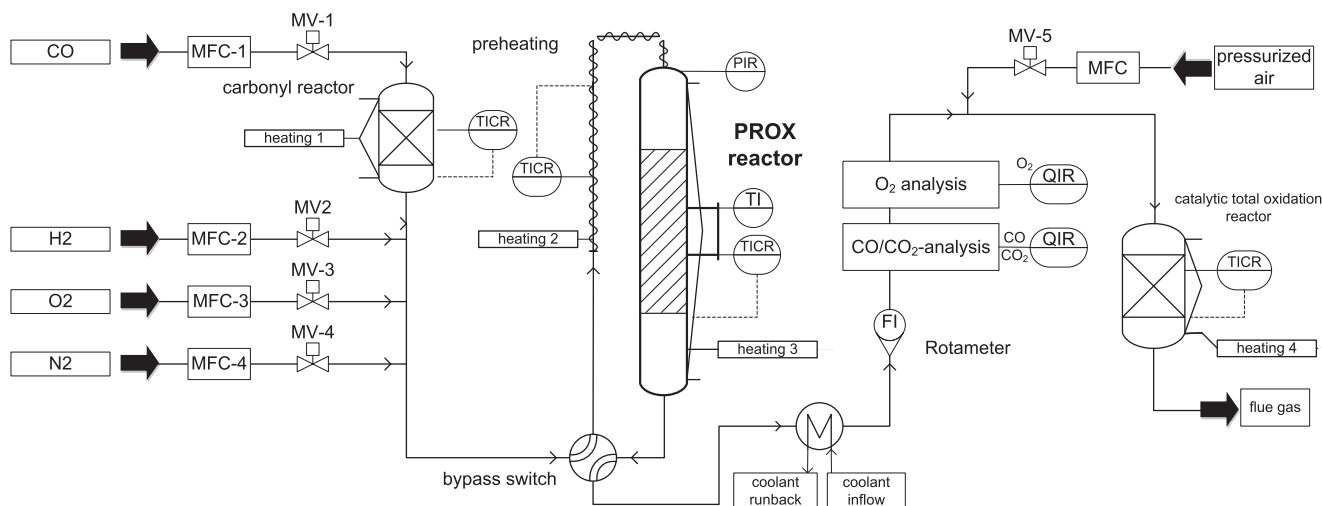 CO
MFC-1
MV-1
carbonyl reactor
heating 1
TICR
preheating
TICR
heating 2
PIR
PROX
reactor
TI
TICR
heating 3
H2
MFC-2
MV2
O2
MFC-3
MV-3
N2
MFC-4
MV-4
bypass switch
coolant
runback
coolant
inflow
FI
Rotameter
CO/CO₂-analysis
CO
CO₂
QIR
O₂ analysis
O₂
QIR
MV-5
MFC
pressurized
air
catalytic total oxidation
reactor
TICR
heating 4
flue gas